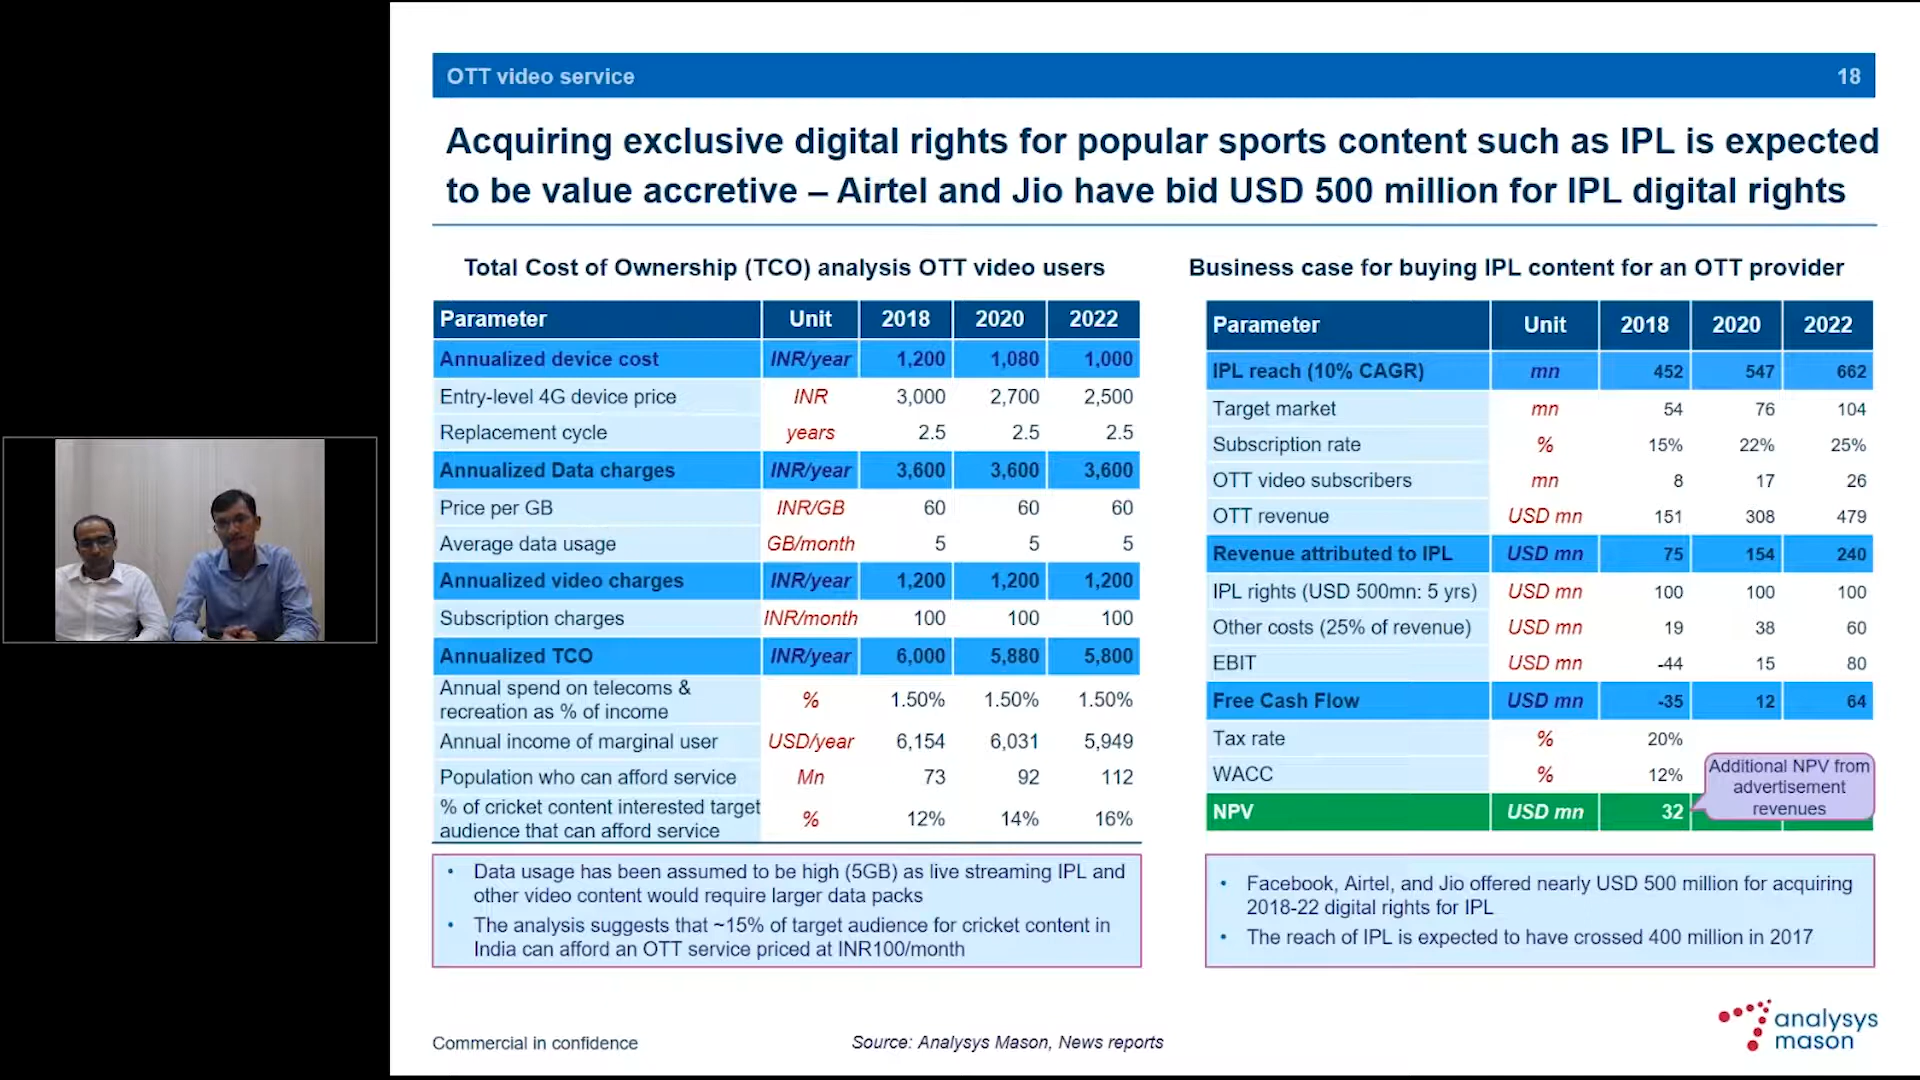 OTT video service 18
Acquiring exclusive digital rights for popular sports content such as IPL is expected
to be value accretive – Airtel and Jio have bid USD 500 million for IPL digital rights
Total Cost of Ownership (TCO) analysis OTT video users
Parameter Unit 2018 2020 2022
Annualized device cost INR/year 1,200 1,080 1,000
Entry-level 4G device price INR 3,000 2,700 2,500
Replacement cycle years 2.5 2.5 2.5
Annualized Data charges INR/year 3,600 3,600 3,600
Price per GB INR/GB 60 60 60
Average data usage GB/month 5 5 5
Annualized video charges INR/year 1,200 1,200 1,200
Subscription charges INR/month 100 100 100
Annualized TCO INR/year 6,000 5,880 5,800
Annual spend on telecoms &
recreation as % of income % 1.50% 1.50% 1.50%
Annual income of marginal user USD/year 6,154 6,031 5,949
Population who can afford service Mn 73 92 112
% of cricket content interested target
audience that can afford service % 12% 14% 16%
• Data usage has been assumed to be high (5GB) as live streaming IPL and
other video content would require larger data packs
• The analysis suggests that ~15% of target audience for cricket content in
India can afford an OTT service priced at INR100/month
Business case for buying IPL content for an OTT provider
Parameter Unit 2018 2020 2022
IPL reach (10% CAGR) mn 452 547 662
Target market mn 54 76 104
Subscription rate % 15% 22% 25%
OTT video subscribers mn 8 17 26
OTT revenue USD mn 151 308 479
Revenue attributed to IPL USD mn 75 154 240
IPL rights (USD 500mn: 5 yrs) USD mn 100 100 100
Other costs (25% of revenue) USD mn 19 38 60
EBIT USD mn -44 15 80
Free Cash Flow USD mn -35 12 64
Tax rate % 20%
WACC % 12%
NPV USD mn 32
Additional NPV from
advertisement
revenues
• Facebook, Airtel, and Jio offered nearly USD 500 million for acquiring
2018-22 digital rights for IPL
• The reach of IPL is expected to have crossed 400 million in 2017
Commercial in confidence
Source: Analysys Mason, News reports
analysys
mason